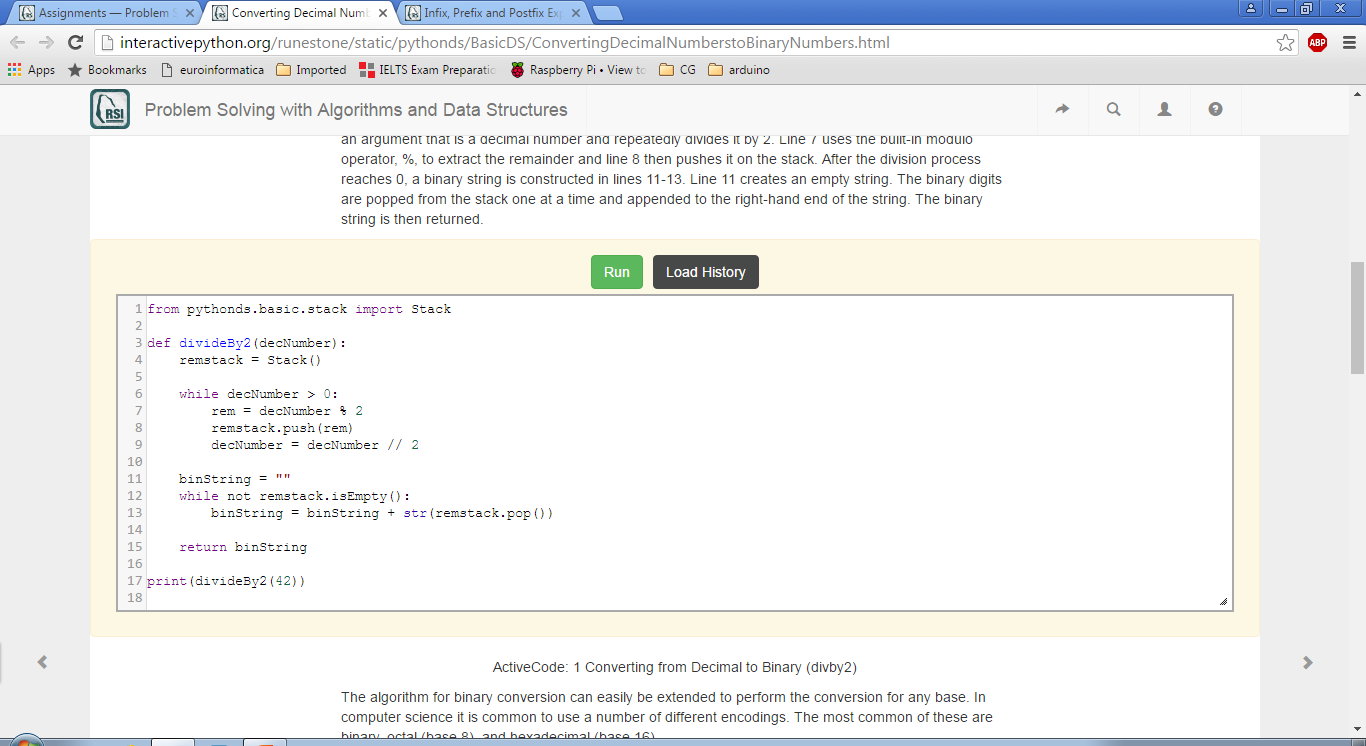 Assignments — Problem S
Converting Decimal Numb
Infix, Prefix and Postfix Exp
interactivepython.org/runestone/static/pythonds/BasicDS/ConvertingDecimalNumberstoBinaryNumbers.html
ABP
Apps Bookmarks euroinformatica Imported IELTS Exam Preparatio Raspberry Pi • View to CG arduino
RSI
Problem Solving with Algorithms and Data Structures
an argument that is a decimal number and repeatedly divides it by 2. Line 7 uses the built-in modulo
operator, %, to extract the remainder and line 8 then pushes it on the stack. After the division process
reaches 0, a binary string is constructed in lines 11-13. Line 11 creates an empty string. The binary digits
are popped from the stack one at a time and appended to the right-hand end of the string. The binary
string is then returned.
Run Load History
1 from pythonds.basic.stack import Stack
2
3 def divideBy2(decNumber):
4     remstack = Stack()
5
6     while decNumber > 0:
7         rem = decNumber % 2
8         remstack.push(rem)
9         decNumber = decNumber // 2
10
11     binString = ""
12     while not remstack.isEmpty():
13         binString = binString + str(remstack.pop())
14
15     return binString
16
17 print(divideBy2(42))
18
ActiveCode: 1 Converting from Decimal to Binary (divby2)
The algorithm for binary conversion can easily be extended to perform the conversion for any base. In
computer science it is common to use a number of different encodings. The most common of these are
binary, octal (base 8), and hexadecimal (base 16).